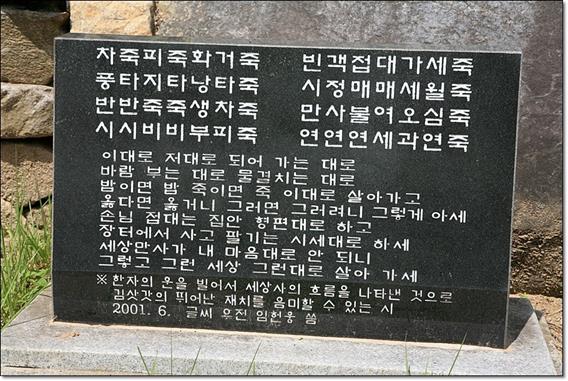 차죽피죽화거죽 빈객접대가세죽
풍타지타낭타죽 시정매매세월죽
반반죽죽생차죽 만사불여오심죽
시시비비부피죽 연연연세과연죽
이대로 저대로 되어 가는 대로
바람 부는 대로 물결치는 대로
밥이면 밥 죽이면 죽 이대로 살아가고
옳다면 옳거니 그러면 그러려니 그렇게 아세
손님 접대는 집안 형편대로 하고
장터에서 사고 팔기는 시세대로 하세
세상만사가 내 마음대로 안 되니
그렇고 그런 세상 그런대로 살아 가세
※ 한자의 운을 빌어서 세상사의 흐름을 나타낸 것으로
김삿갓의 뛰어난 재치를 음미할 수 있는 시
2001. 6. 글씨 우전 임헌웅 씀